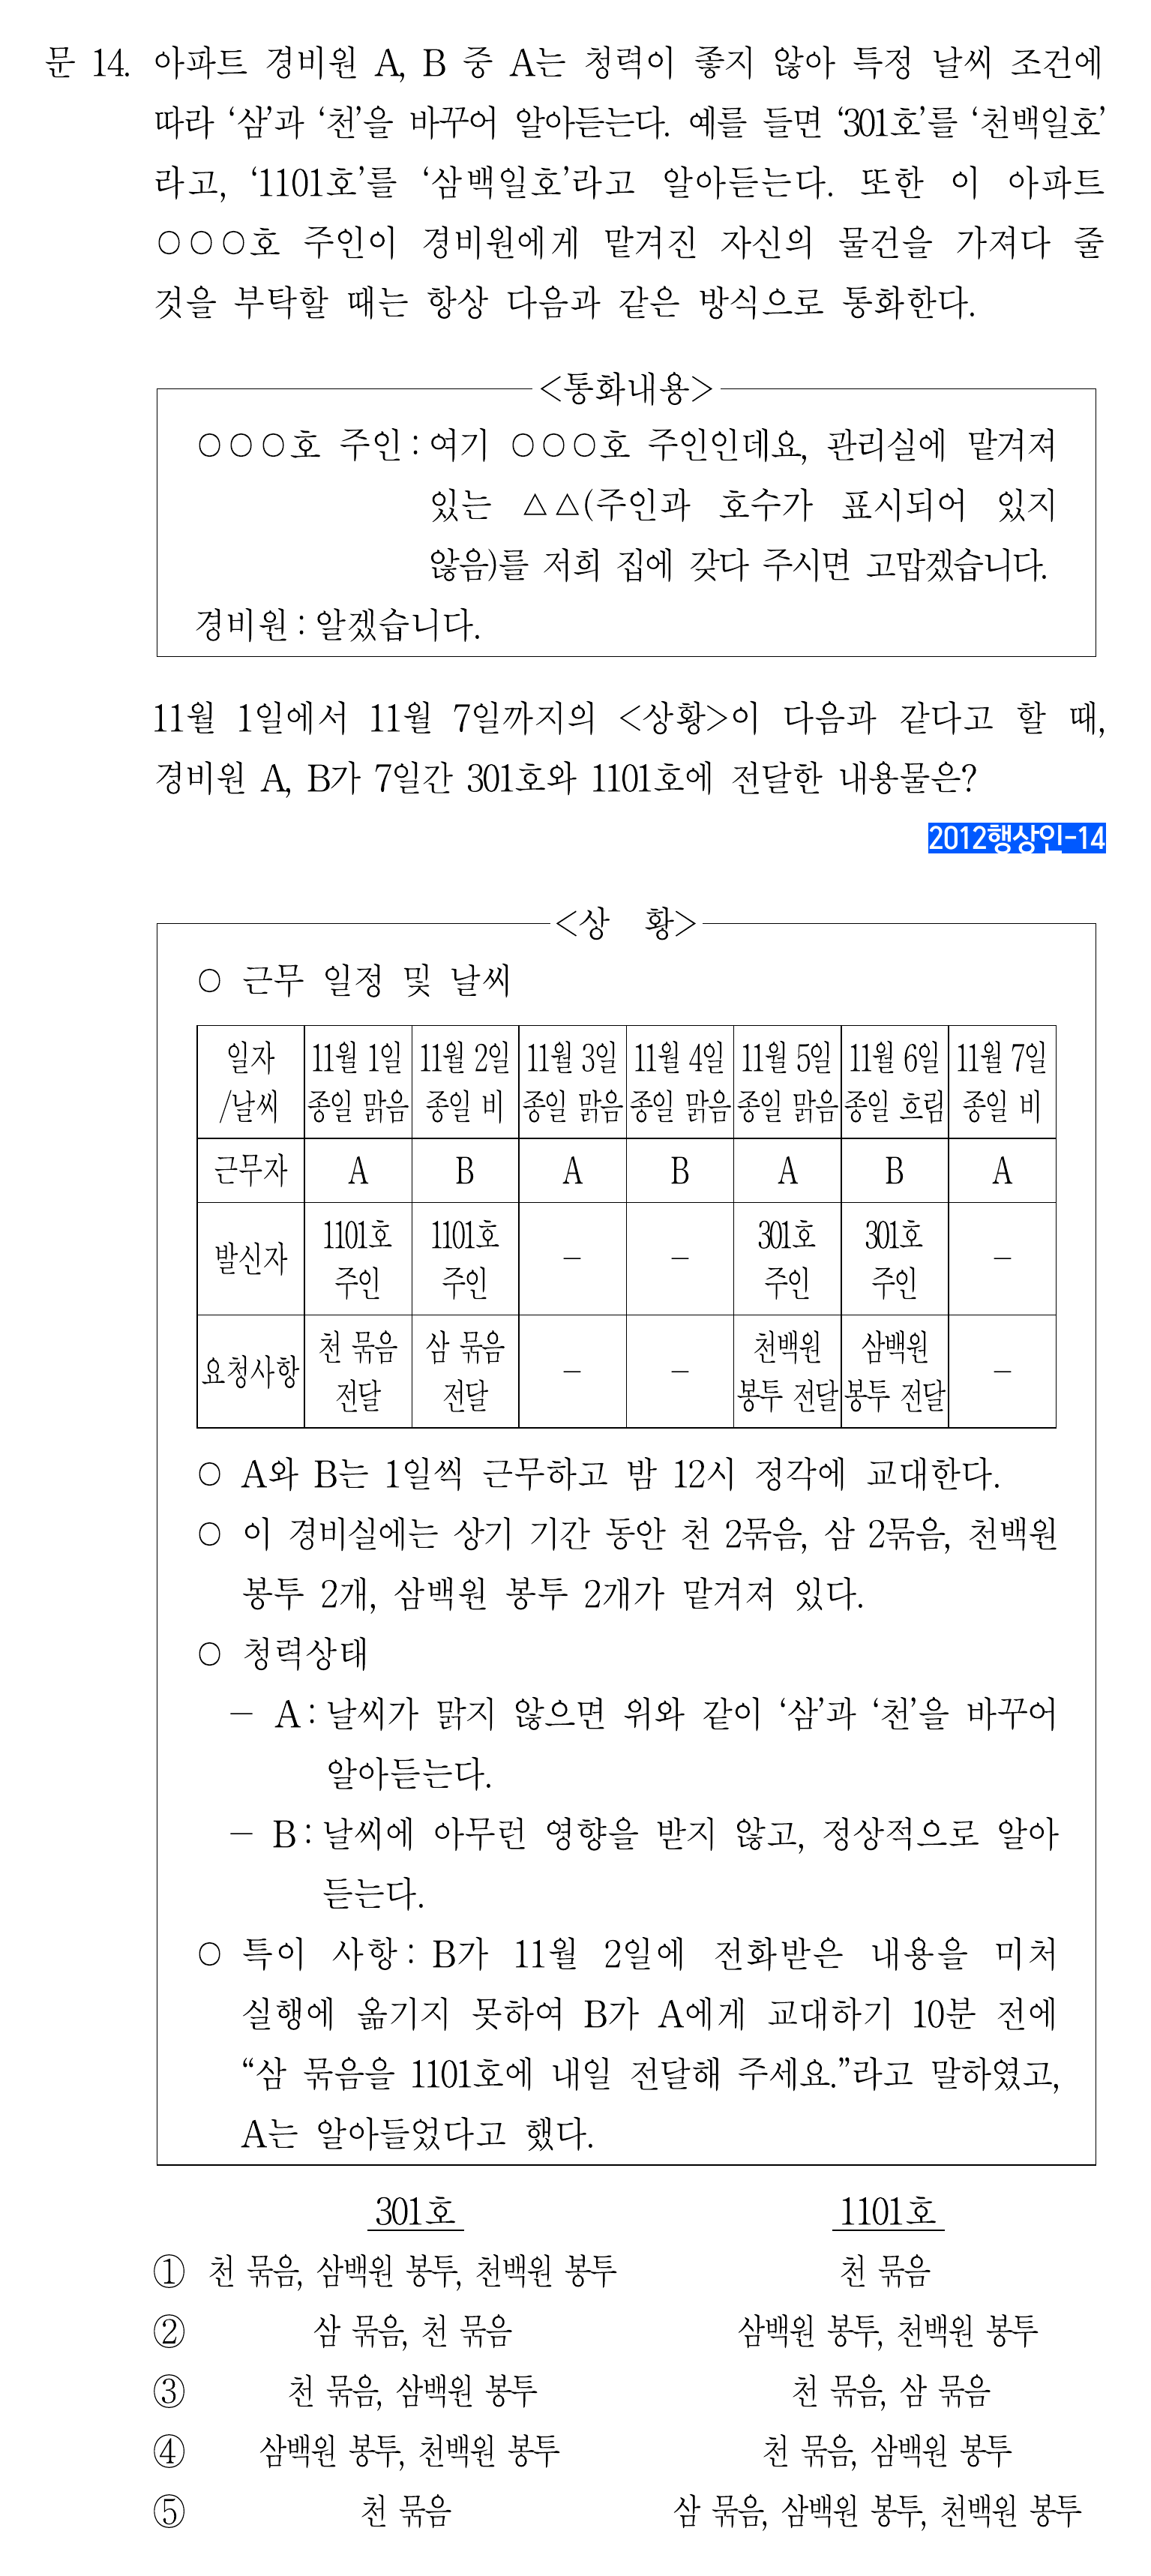 문 14. 아파트 경비원 A, B 중 A는 청력이 좋지 않아 특정 날씨 조건에
따라 ‘삼’과 ‘천’을 바꾸어 알아듣는다. 예를 들면 ‘301호’를 ‘천백일호’
라고, ‘1101호’를 ‘삼백일호’라고 알아듣는다. 또한 이 아파트
○○○호 주인이 경비원에게 맡겨진 자신의 물건을 가져다 줄
것을 부탁할 때는 항상 다음과 같은 방식으로 통화한다.
<통화내용>
○○○호 주인 : 여기 ○○○호 주인인데요, 관리실에 맡겨져
있는 △△(주인과 호수가 표시되어 있지
않음)를 저희 집에 갖다 주시면 고맙겠습니다.
경비원 : 알겠습니다.
11월 1일에서 11월 7일까지의 <상황>이 다음과 같다고 할 때,
경비원 A, B가 7일간 301호와 1101호에 전달한 내용물은?
2012행상인-14
<상 황>
○ 근무 일정 및 날씨
일자 11월 1일 11월 2일 11월 3일 11월 4일 11월 5일 11월 6일 11월 7일
/날씨 종일 맑음 종일 비 종일 맑음 종일 맑음 종일 맑음 종일 흐림 종일 비
근무자 A B A B A B A
1101호 1101호 301호 301호
발신자 － － －
주인 주인 주인 주인
천 묶음 삼 묶음 천백원 삼백원
요청사항 － － －
전달 전달 봉투 전달 봉투 전달
○ A와 B는 1일씩 근무하고 밤 12시 정각에 교대한다.
○ 이 경비실에는 상기 기간 동안 천 2묶음, 삼 2묶음, 천백원
봉투 2개, 삼백원 봉투 2개가 맡겨져 있다.
○ 청력상태
－ A : 날씨가 맑지 않으면 위와 같이 ‘삼’과 ‘천’을 바꾸어
알아듣는다.
－ B : 날씨에 아무런 영향을 받지 않고, 정상적으로 알아
듣는다.
○ 특이 사항 : B가 11월 2일에 전화받은 내용을 미처
실행에 옮기지 못하여 B가 A에게 교대하기 10분 전에
“삼 묶음을 1101호에 내일 전달해 주세요.”라고 말하였고,
A는 알아들었다고 했다.
301호 1101호
① 천 묶음, 삼백원 봉투, 천백원 봉투 천 묶음
② 삼 묶음, 천 묶음 삼백원 봉투, 천백원 봉투
③ 천 묶음, 삼백원 봉투 천 묶음, 삼 묶음
④ 삼백원 봉투, 천백원 봉투 천 묶음, 삼백원 봉투
⑤ 천 묶음 삼 묶음, 삼백원 봉투, 천백원 봉투